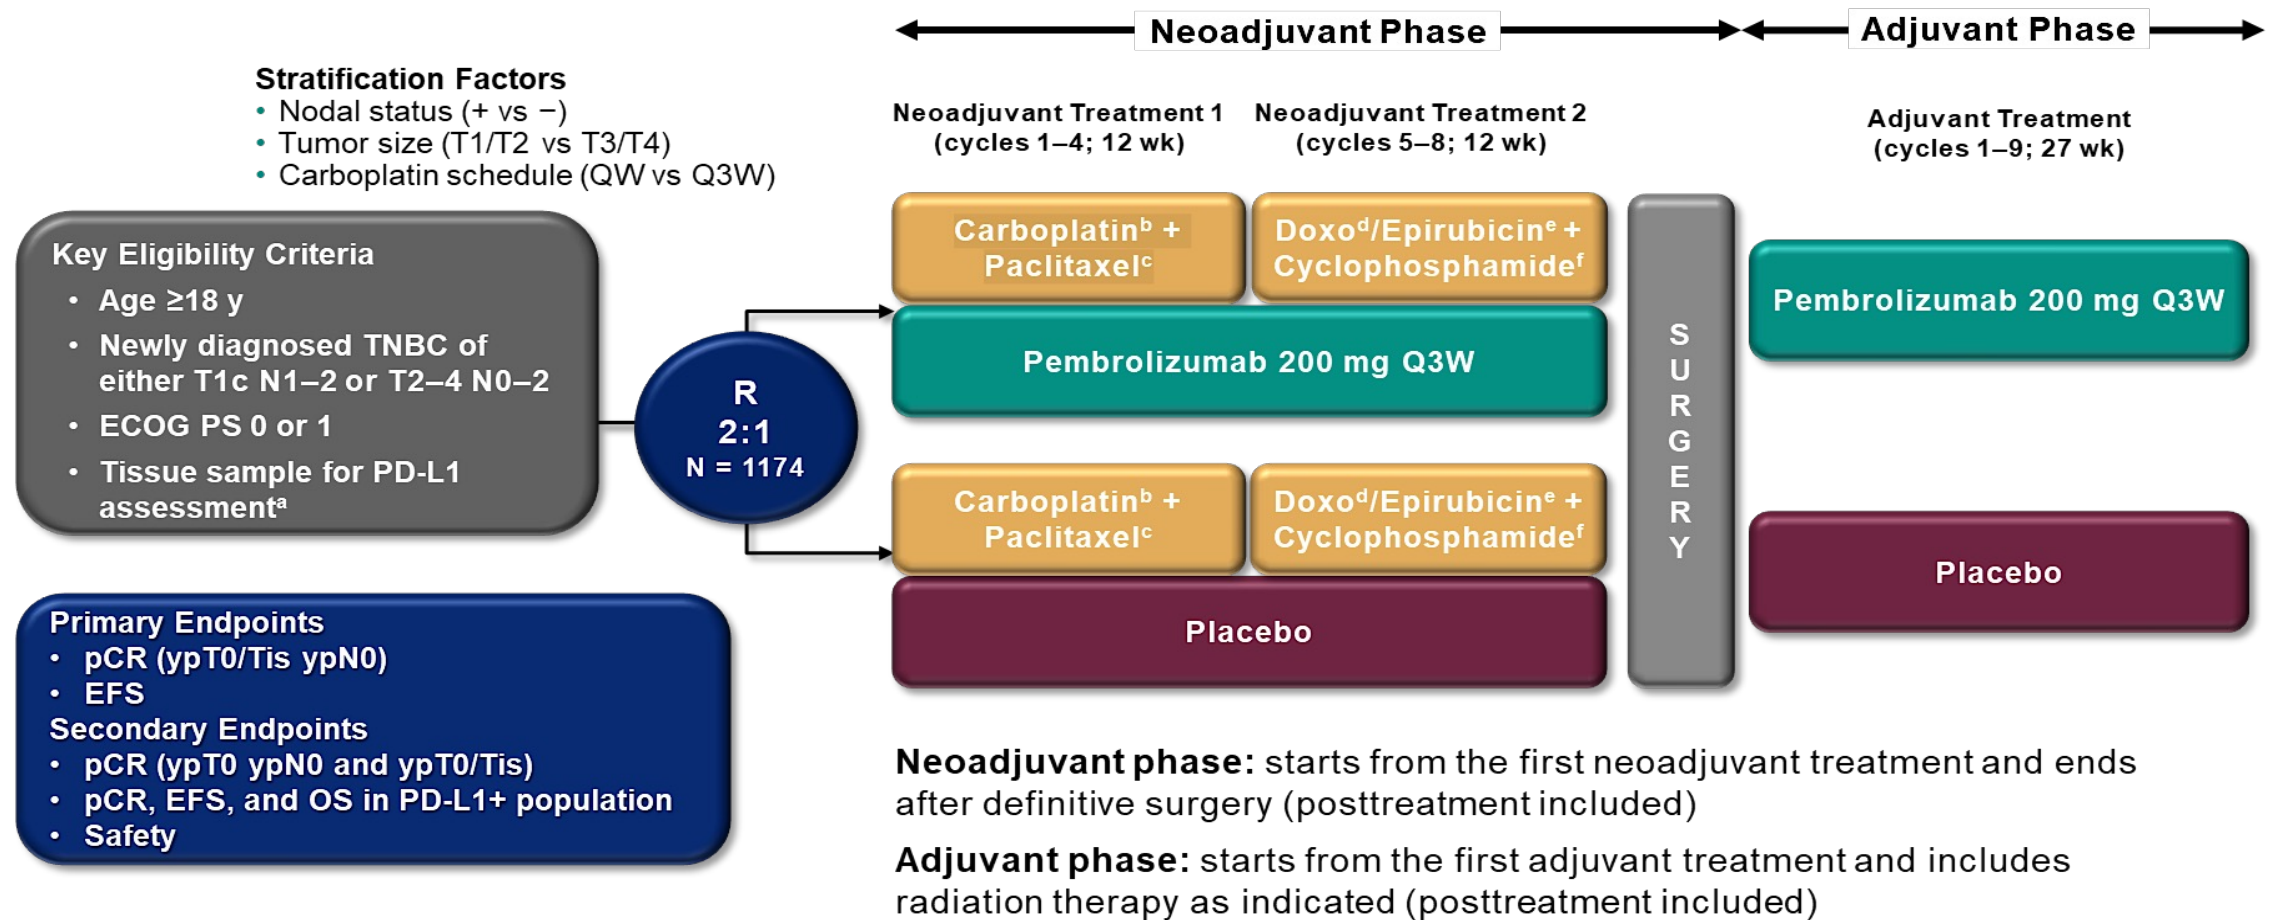 Neoadjuvant Phase
Adjuvant Phase
Stratification Factors
• Nodal status (+ vs −)
• Tumor size (T1/T2 vs T3/T4)
• Carboplatin schedule (QW vs Q3W)
Neoadjuvant Treatment 1
(cycles 1–4; 12 wk)
Neoadjuvant Treatment 2
(cycles 5–8; 12 wk)
Adjuvant Treatment
(cycles 1–9; 27 wk)
Key Eligibility Criteria
• Age ≥18 y
• Newly diagnosed TNBC of
either T1c N1–2 or T2–4 N0–2
• ECOG PS 0 or 1
• Tissue sample for PD-L1
assessmentᵃ
R
2:1
N = 1174
Carboplatinᵇ +
Paclitaxelᶜ
Doxoᵈ/Epirubicinᵉ +
Cyclophosphamideᶠ
Pembrolizumab 200 mg Q3W
Carboplatinᵇ +
Paclitaxelᶜ
Doxoᵈ/Epirubicinᵉ +
Cyclophosphamideᶠ
Placebo
SURGERY
Pembrolizumab 200 mg Q3W
Placebo
Primary Endpoints
• pCR (ypT0/Tis ypN0)
• EFS
Secondary Endpoints
• pCR (ypT0 ypN0 and ypT0/Tis)
• pCR, EFS, and OS in PD-L1+ population
• Safety
Neoadjuvant phase: starts from the first neoadjuvant treatment and ends
after definitive surgery (posttreatment included)
Adjuvant phase: starts from the first adjuvant treatment and includes
radiation therapy as indicated (posttreatment included)